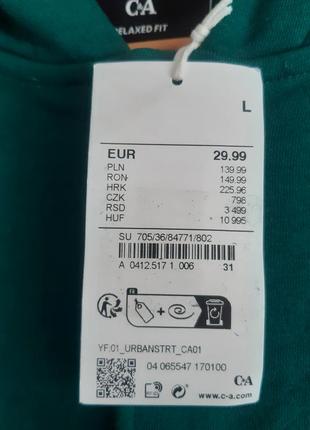 C&A
RELAXED FIT
L
EUR 29.99
PLN 139.99
RON 149.99
HRK 225.96
CZK 798
RSD 3 499
HUF 10 995
SU 705/36/84771/802
A 0412.517 1 006 31
FR
+
YF.01_URBANSTRT_CA01
04 065547 170100
C&A
www.c-a.com